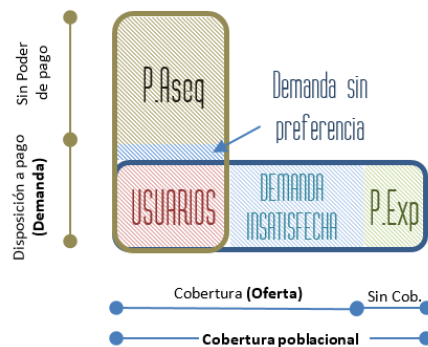 Sin Poder
de pago
Disposición a pago
(Demanda)
P.Aseq
Demanda sin
preferencia
USUARIOS
DEMANDA
INSATISFECHA
P.Exp
Cobertura (Oferta)
Sin Cob.
Cobertura poblacional